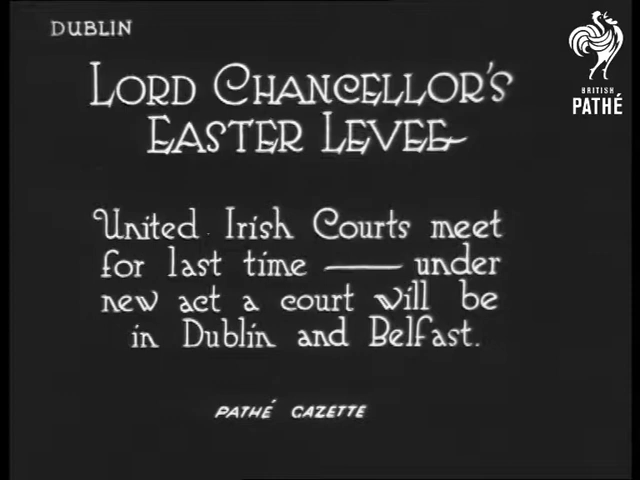 DUBLIN
BRITISH
PATHÉ
LORD CHANCELLOR'S
EASTER LEVEE
United Irish Courts meet
for last time — under
new act a court will be
in Dublin and Belfast.
PATHÉ GAZETTE